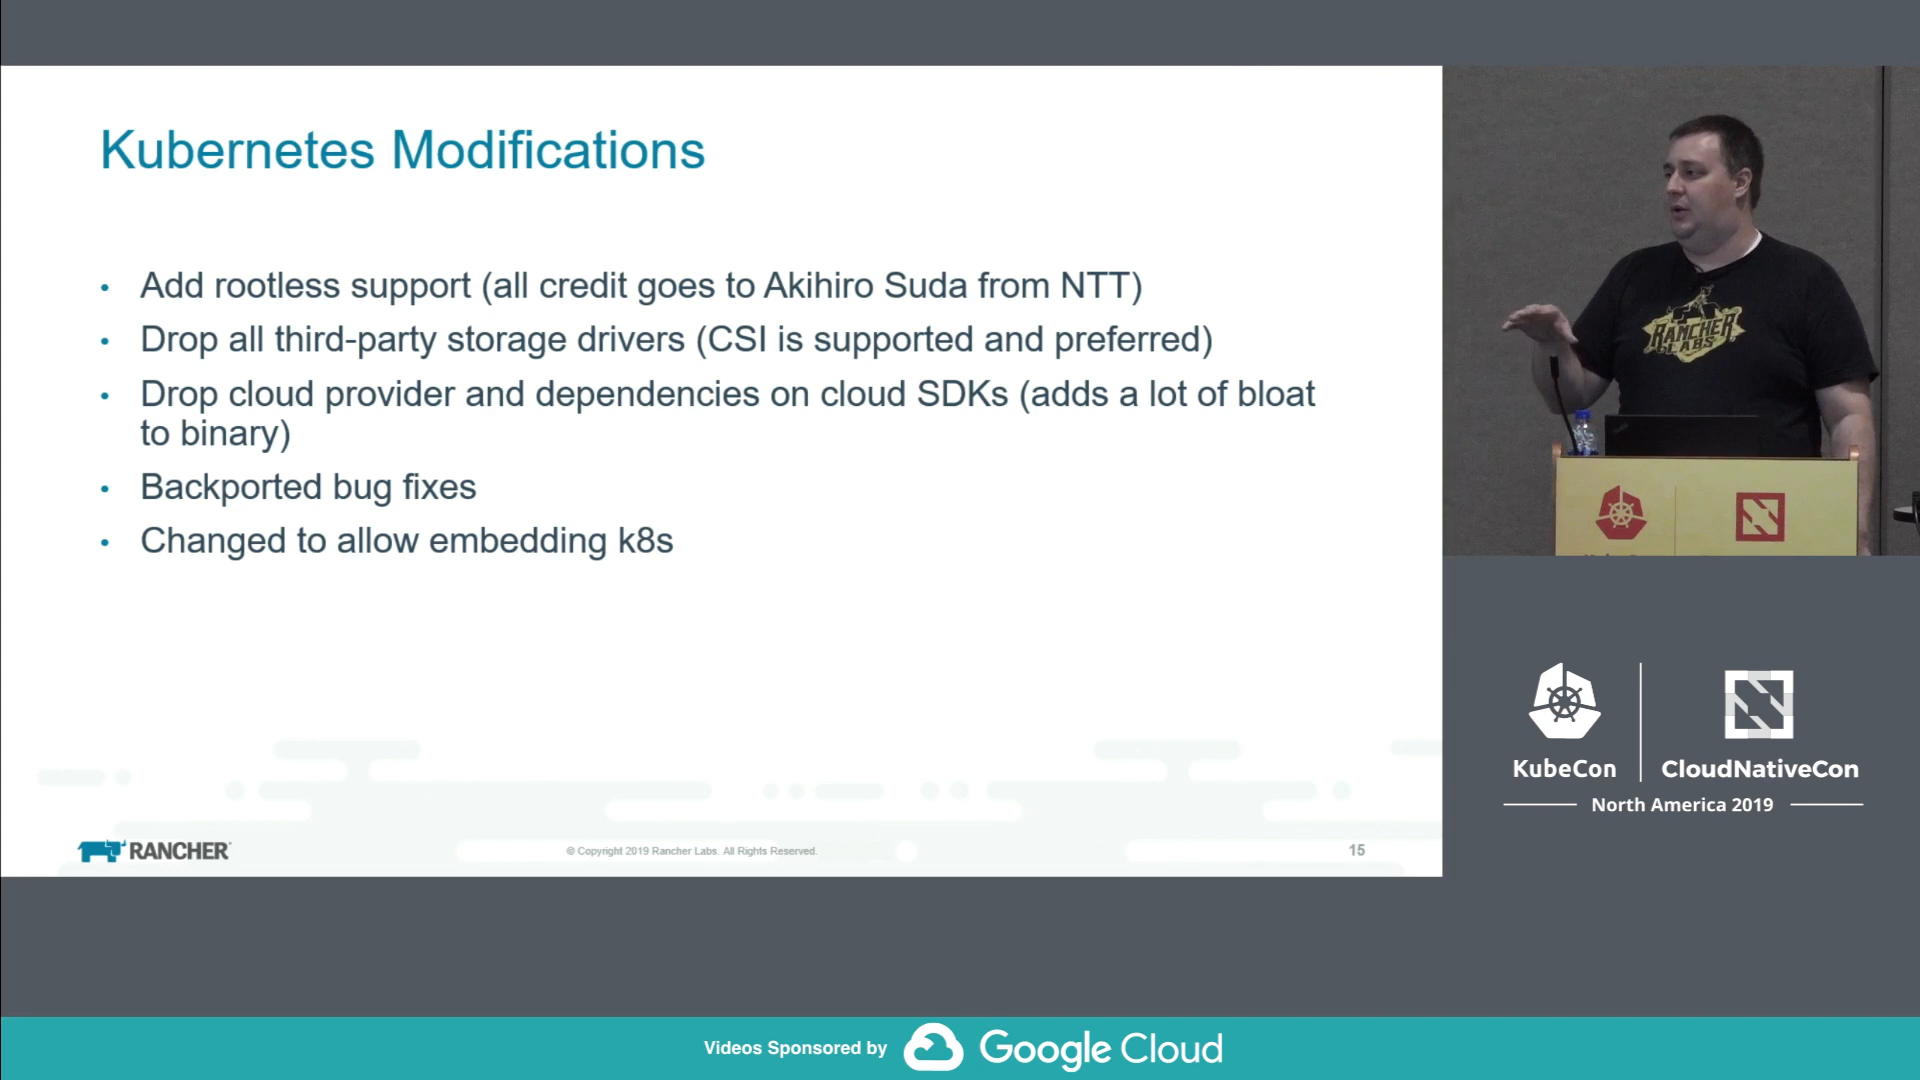 Kubernetes Modifications
• Add rootless support (all credit goes to Akihiro Suda from NTT)
• Drop all third-party storage drivers (CSI is supported and preferred)
• Drop cloud provider and dependencies on cloud SDKs (adds a lot of bloat
to binary)
• Backported bug fixes
• Changed to allow embedding k8s
RANCHER
© Copyright 2019 Rancher Labs. All Rights Reserved.
15
RANCHER
LABS
KubeCon
CloudNativeCon
North America 2019
Videos Sponsored by
Google Cloud